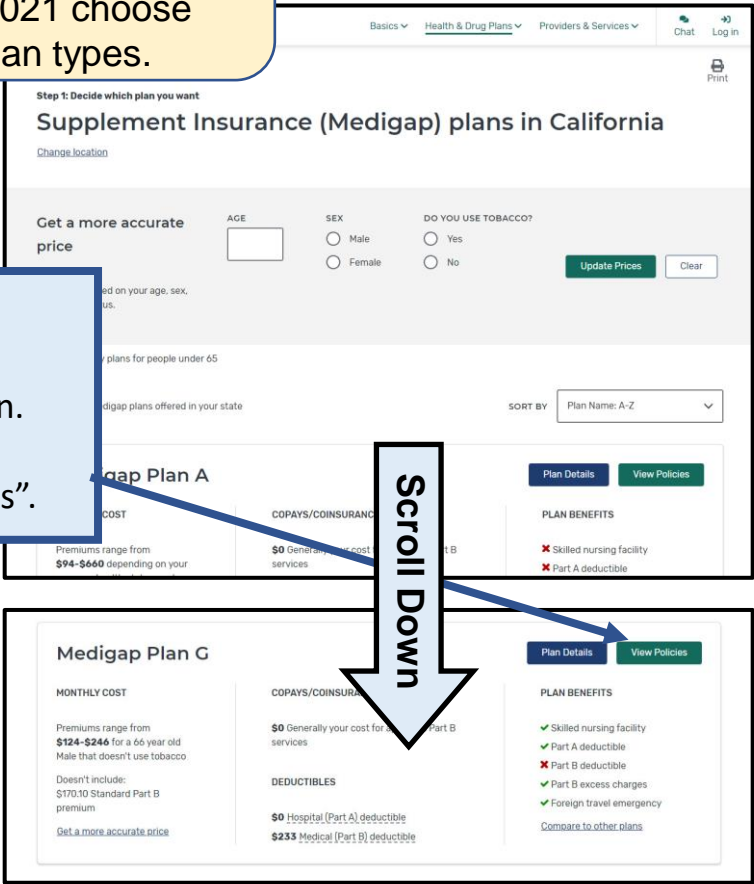 021 choose
an types.
Basics
Health & Drug Plans
Providers & Services
Chat
Log in
Print
Step 1: Decide which plan you want
Supplement Insurance (Medigap) plans in California
Change location
Get a more accurate
price
AGE
SEX
Male
Female
DO YOU USE TOBACCO?
Yes
No
Update Prices
Clear
ed on your age, sex,
us.
plans for people under 65
n.
s”.
digap plans offered in your state
SORT BY
Plan Name: A-Z
gap Plan A
Plan Details
View Policies
COST
Premiums range from
$94-$660 depending on your
COPAYS/COINSURANC
$0 Generally your cost t B
services
PLAN BENEFITS
Skilled nursing facility
Part A deductible
Scroll Down
Medigap Plan G
Plan Details
View Policies
MONTHLY COST
Premiums range from
$124-$246 for a 66 year old
Male that doesn't use tobacco
Doesn't include:
$170.10 Standard Part B
premium
Get a more accurate price
COPAYS/COINSURA
$0 Generally your cost for Part B
services
DEDUCTIBLES
$0 Hospital (Part A) deductible
$233 Medical (Part B) deductible
PLAN BENEFITS
Skilled nursing facility
Part A deductible
Part B deductible
Part B excess charges
Foreign travel emergency
Compare to other plans